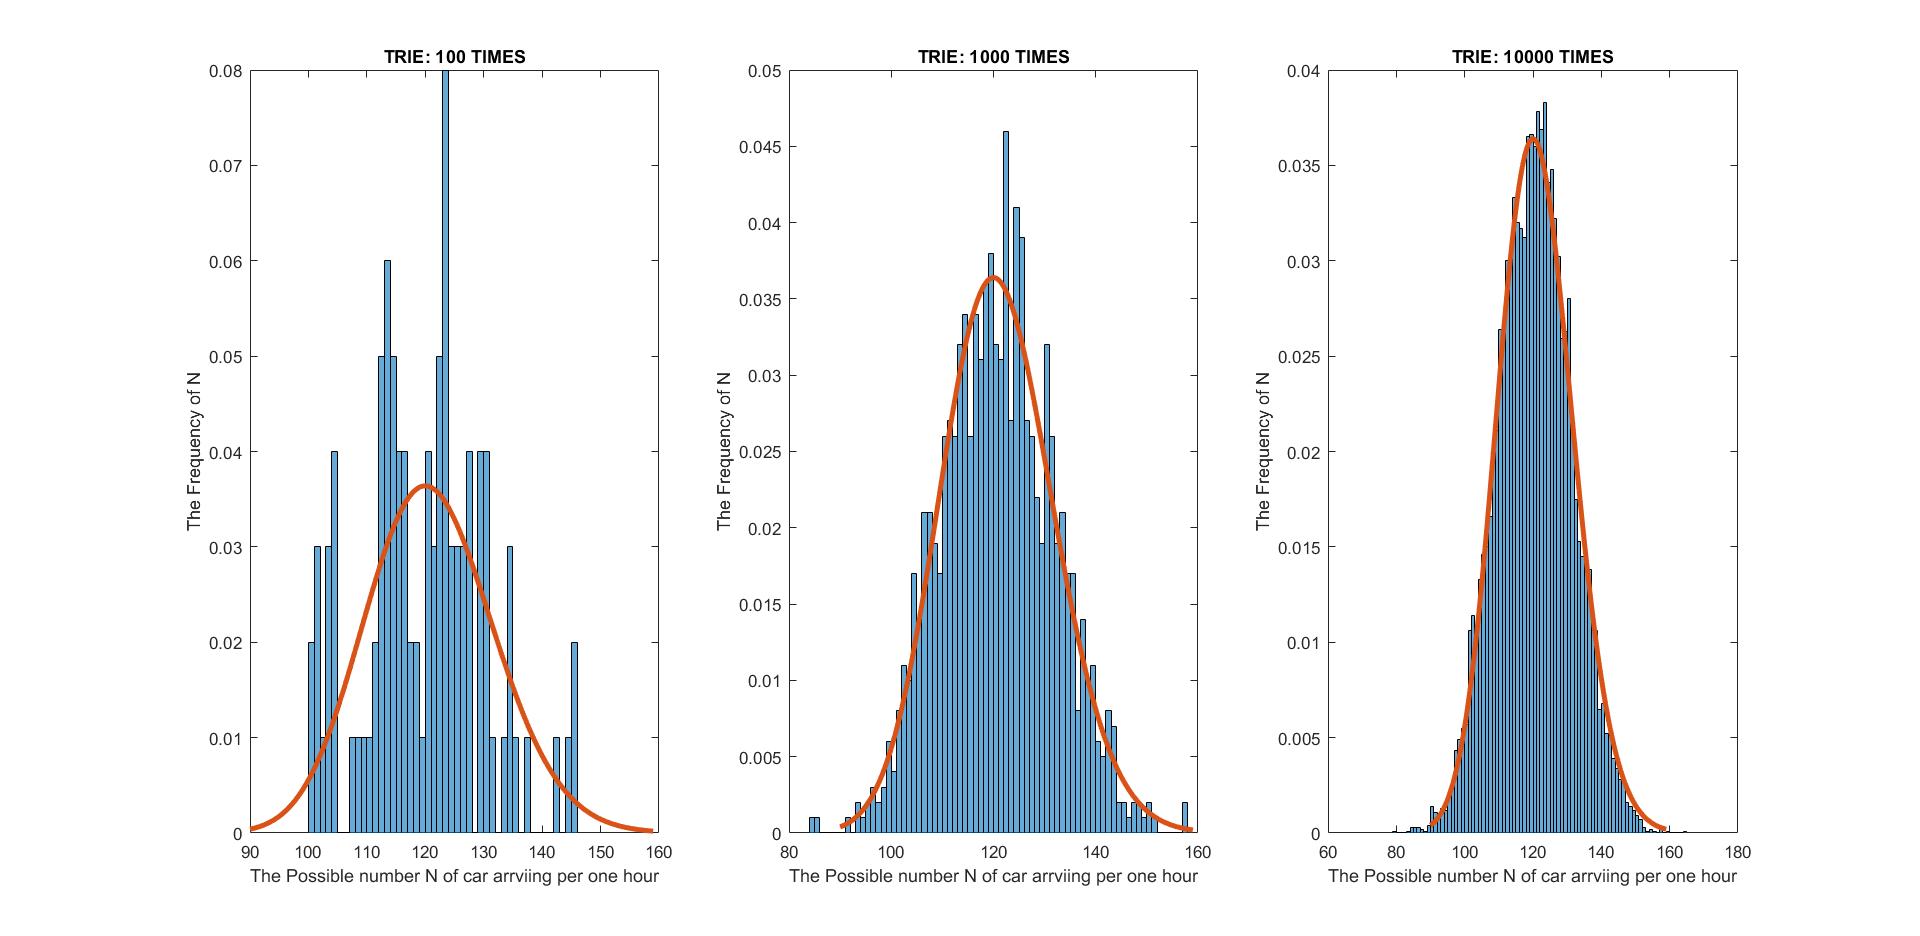 TRIE: 100 TIMES
0.08
0.07
0.06
0.05
0.04
0.03
0.02
0.01
0
The Frequency of N
90 100 110 120 130 140 150 160
The Possible number N of car arrviing per one hour
TRIE: 1000 TIMES
0.05
0.045
0.04
0.035
0.03
0.025
0.02
0.015
0.01
0.005
0
The Frequency of N
80 100 120 140 160
The Possible number N of car arrviing per one hour
TRIE: 10000 TIMES
0.04
0.035
0.03
0.025
0.02
0.015
0.01
0.005
0
The Frequency of N
60 80 100 120 140 160 180
The Possible number N of car arrviing per one hour